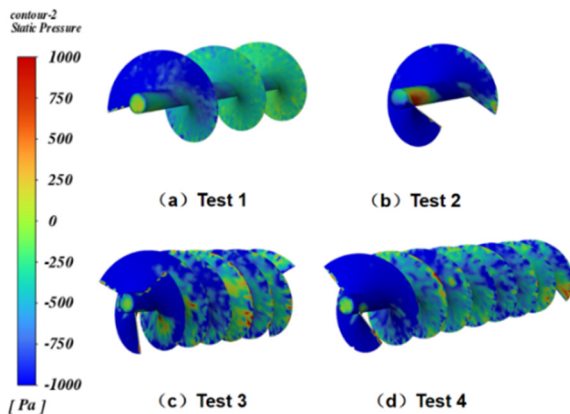 contour-2
Static Pressure
1000
750
500
250
0
-250
-500
-750
-1000
[ Pa ]
（a）Test 1
（b）Test 2
（c）Test 3
（d）Test 4